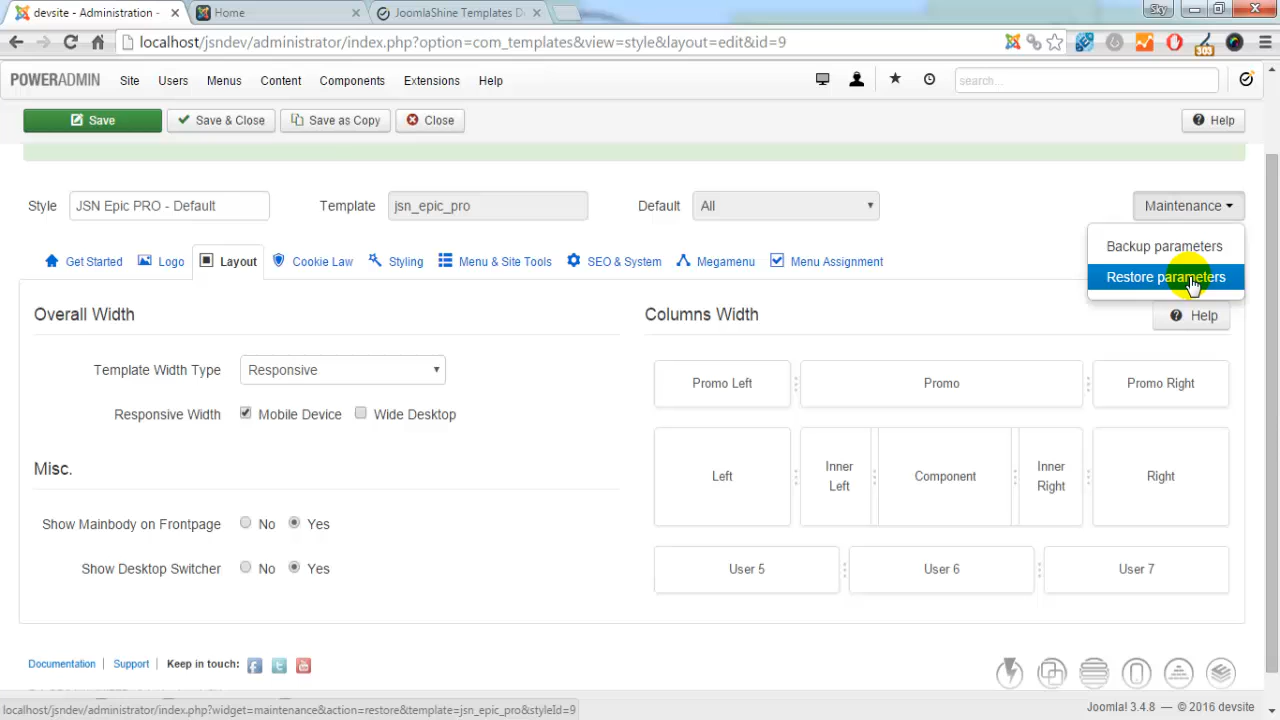 devsite - Administration -
Home
JoomlaShine Templates D
Sky
localhost/jsndev/administrator/index.php?option=com_templates&view=style&layout=edit&id=9
303
POWERADMIN Site Users Menus Content Components Extensions Help
search...
Save
Save & Close
Save as Copy
Close
Help
Style JSN Epic PRO - Default
Template jsn_epic_pro
Default All
Maintenance
Backup parameters
Restore parameters
Get Started Logo Layout Cookie Law Styling Menu & Site Tools SEO & System Megamenu Menu Assignment
Help
Overall Width
Template Width Type Responsive
Responsive Width Mobile Device Wide Desktop
Misc.
Show Mainbody on Frontpage No Yes
Show Desktop Switcher No Yes
Columns Width
Promo Left Promo Promo Right
Left
Inner
Left
Component
Inner
Right
Right
User 5 User 6 User 7
Documentation | Support | Keep in touch:
localhost/jsndev/administrator/index.php?widget=maintenance&action=restore&template=jsn_epic_pro&styleId=9
Joomla! 3.4.8 — © 2016 devsite